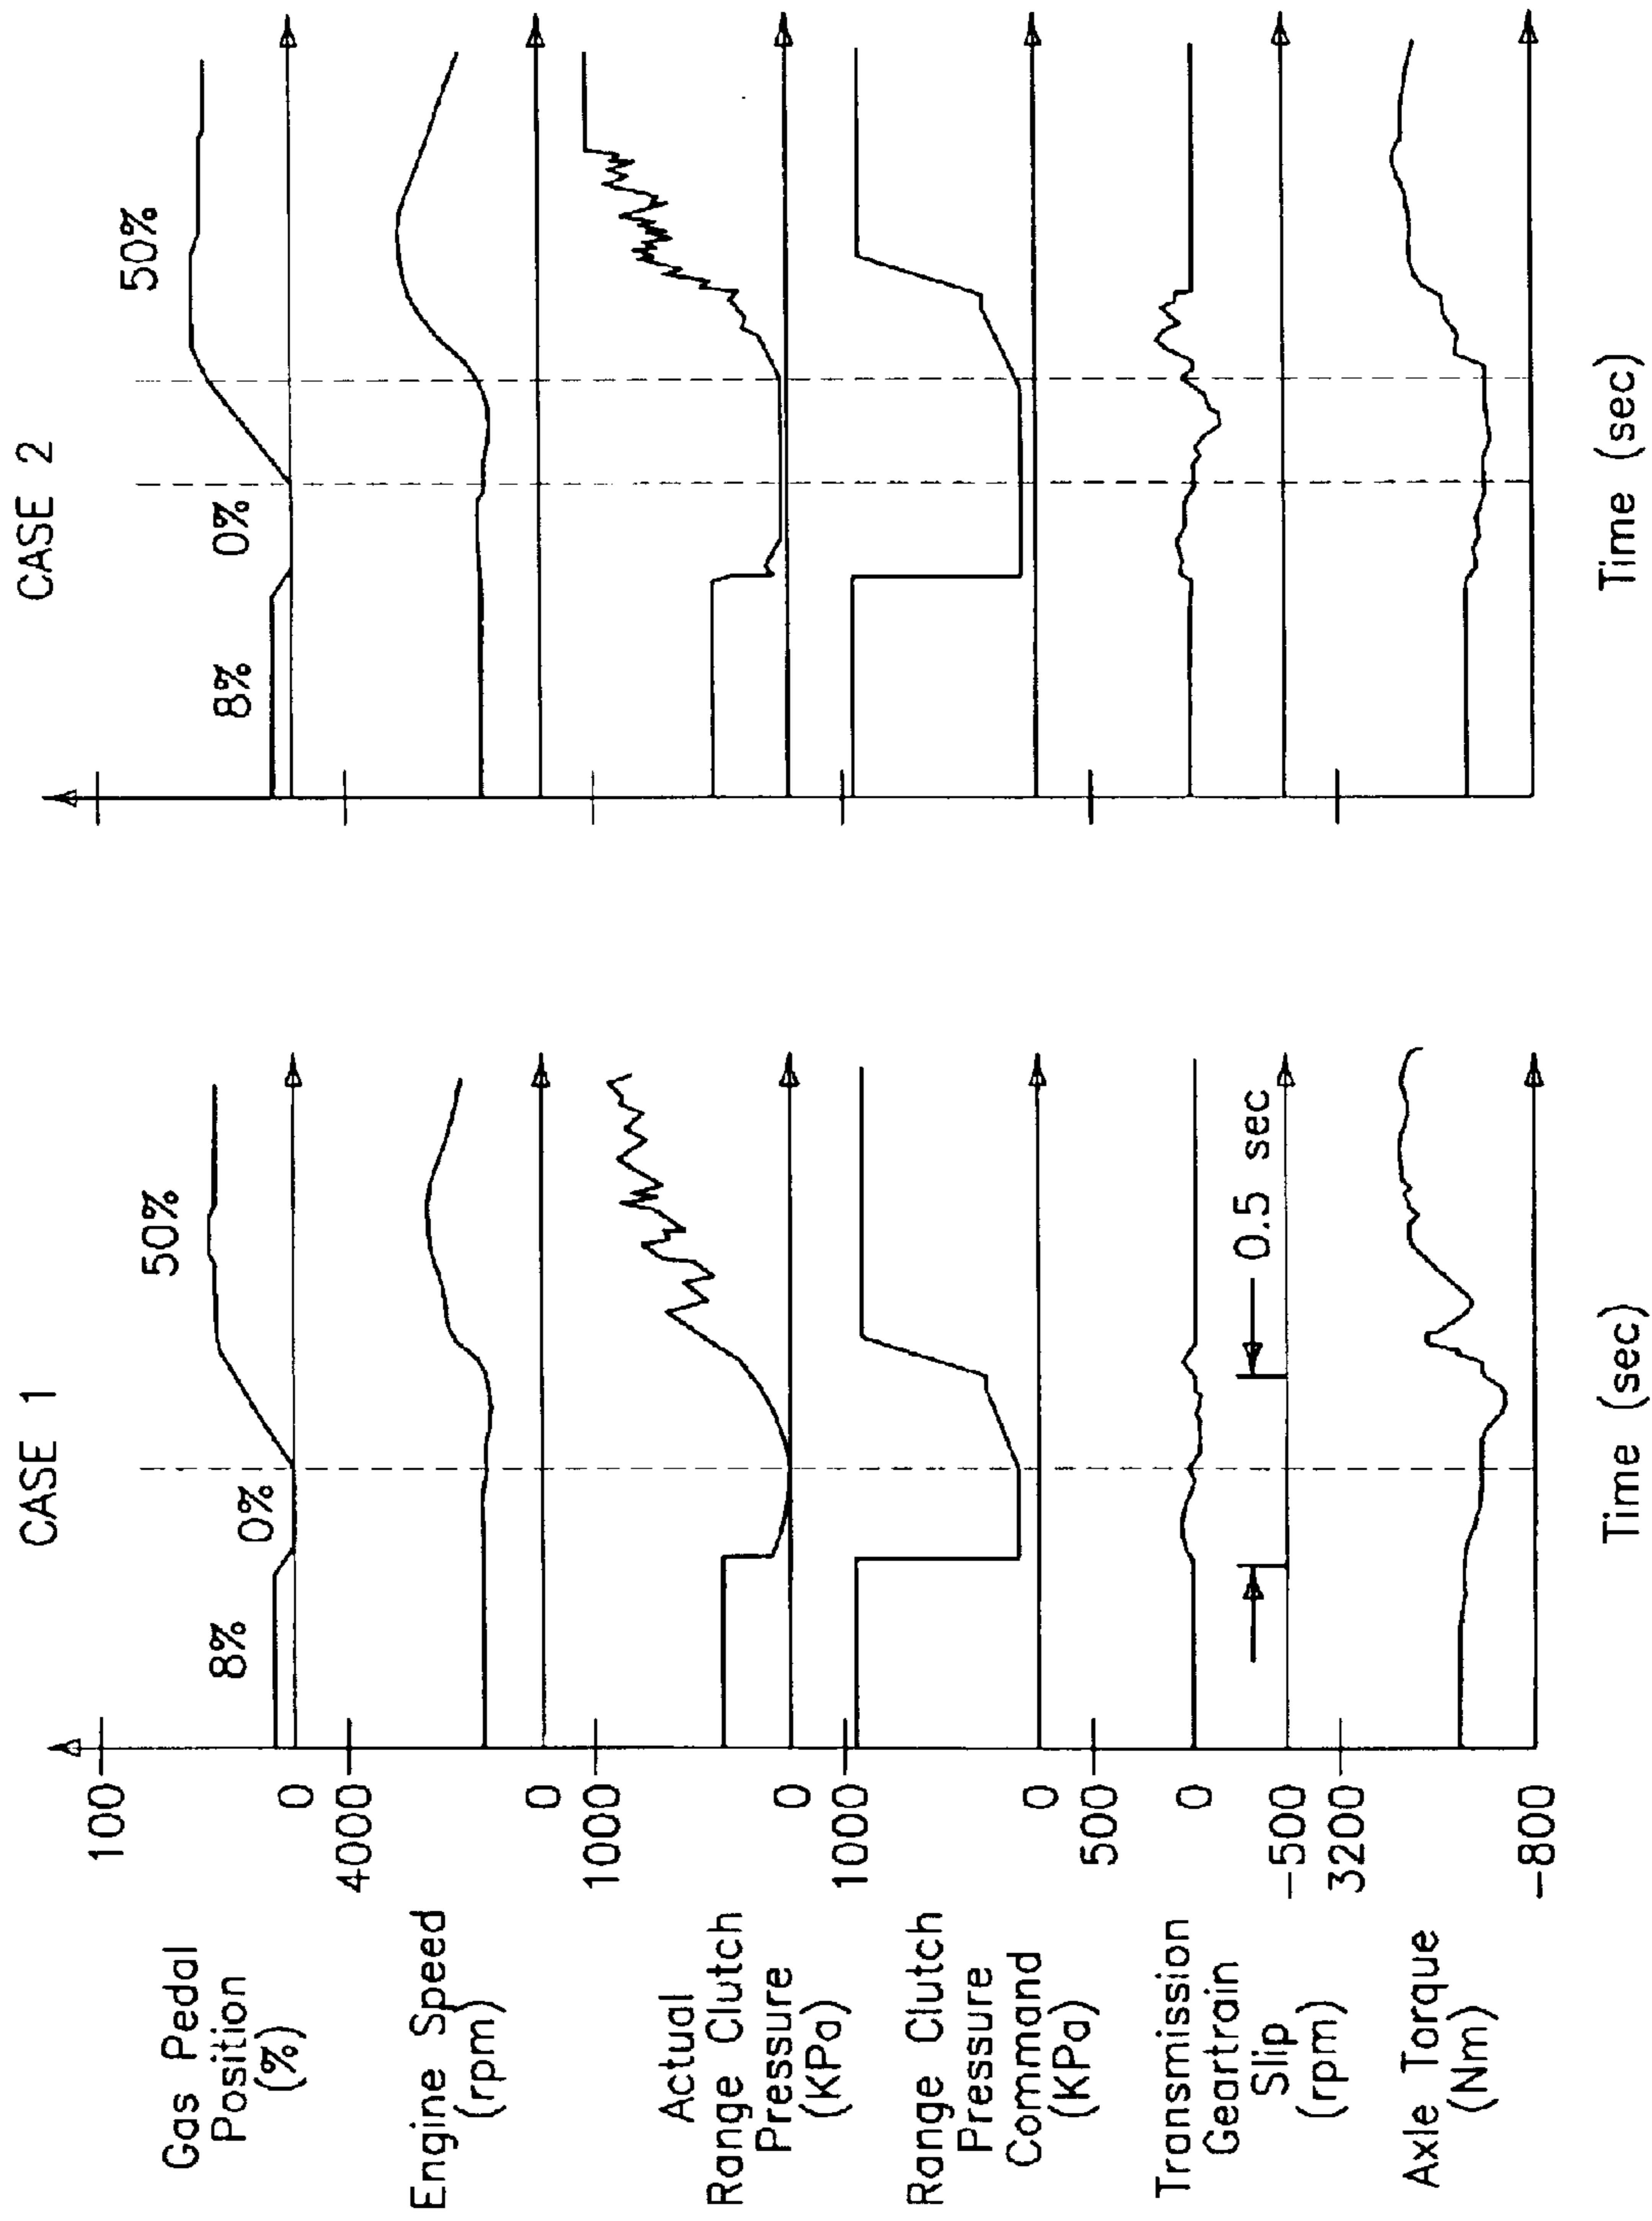 CASE 1
CASE 2
Gas Pedal
Position
(%)
100
0
8%
0%
50%
8%
0%
50%
Engine Speed
(rpm)
4000
0
Actual
Range Clutch
Pressure
(KPa)
1000
0
Range Clutch
Pressure
Command
(KPa)
1000
0
Transmission
Geartrain
Slip
(rpm)
500
0
-500
0.5 sec
Axle Torque
(Nm)
3200
-800
Time (sec)
Time (sec)